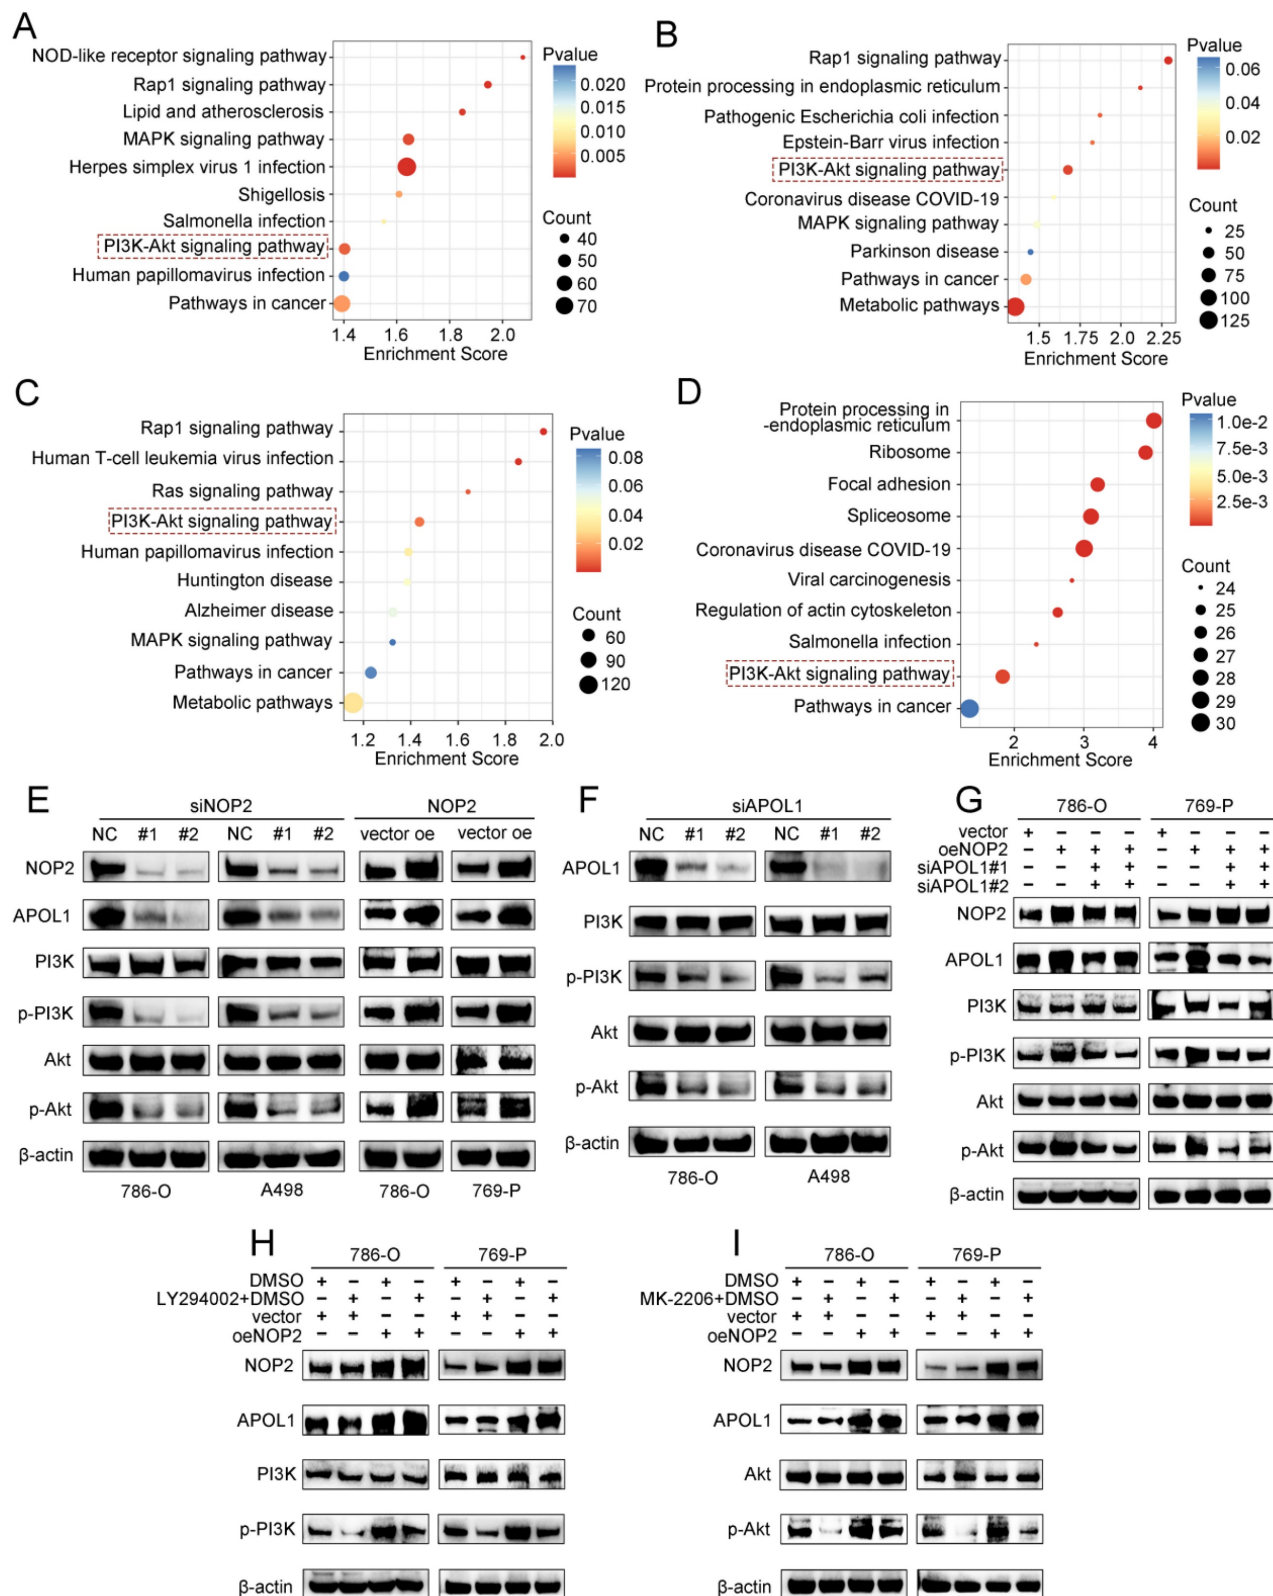 A
NOD-like receptor signaling pathway
Rap1 signaling pathway
Lipid and atherosclerosis
MAPK signaling pathway
Herpes simplex virus 1 infection
Shigellosis
Salmonella infection
PI3K-Akt signaling pathway
Human papillomavirus infection
Pathways in cancer
1.4 1.6 1.8 2.0
Enrichment Score
Pvalue
0.020
0.015
0.010
0.005
Count
40
50
60
70
B
Rap1 signaling pathway
Protein processing in endoplasmic reticulum
Pathogenic Escherichia coli infection
Epstein-Barr virus infection
PI3K-Akt signaling pathway
Coronavirus disease COVID-19
MAPK signaling pathway
Parkinson disease
Pathways in cancer
Metabolic pathways
1.5 1.75 2.0 2.25
Enrichment Score
Pvalue
0.06
0.04
0.02
Count
25
50
75
100
125
C
Rap1 signaling pathway
Human T-cell leukemia virus infection
Ras signaling pathway
PI3K-Akt signaling pathway
Human papillomavirus infection
Huntington disease
Alzheimer disease
MAPK signaling pathway
Pathways in cancer
Metabolic pathways
1.2 1.4 1.6 1.8 2.0
Enrichment Score
Pvalue
0.08
0.06
0.04
0.02
Count
60
90
120
D
Protein processing in
-endoplasmic reticulum
Ribosome
Focal adhesion
Spliceosome
Coronavirus disease COVID-19
Viral carcinogenesis
Regulation of actin cytoskeleton
Salmonella infection
PI3K-Akt signaling pathway
Pathways in cancer
2 3 4
Enrichment Score
Pvalue
1.0e-2
7.5e-3
5.0e-3
2.5e-3
Count
24
25
26
27
28
29
30
E
siNOP2 NOP2
NC #1 #2 NC #1 #2 vector oe vector oe
NOP2
APOL1
PI3K
p-PI3K
Akt
p-Akt
β-actin
786-O A498 786-O 769-P
F
siAPOL1
NC #1 #2 NC #1 #2
APOL1
PI3K
p-PI3K
Akt
p-Akt
β-actin
786-O A498
G
786-O 769-P
vector + − − − + − − −
oeNOP2 − + + + − + + +
siAPOL1#1 − − + + − − + +
siAPOL1#2 − − + + − − + +
NOP2
APOL1
PI3K
p-PI3K
Akt
p-Akt
β-actin
H
786-O 769-P
DMSO + − + − + − + −
LY294002+DMSO − + − + − + − +
vector + + − − + + − −
oeNOP2 − − + + − − + +
NOP2
APOL1
PI3K
p-PI3K
β-actin
I
786-O 769-P
DMSO + − + − + − + −
MK-2206+DMSO − + − + − + − +
vector + + − − + + − −
oeNOP2 − − + + − − + +
NOP2
APOL1
Akt
p-Akt
β-actin